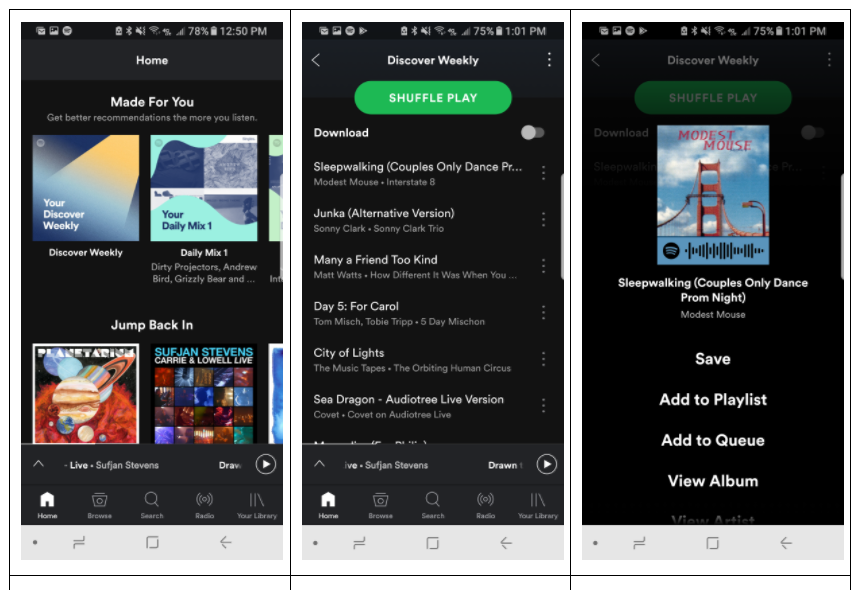 78% 12:50 PM
Home
Made For You
Get better recommendations the more you listen.
Your
Discover
Weekly
Your
Daily Mix 1
Discover Weekly
Daily Mix 1
Dirty Projectors, Andrew
Bird, Grizzly Bear and ...
Jump Back In
PLANETARIUM
SUFJAN STEVENS
CARRIE & LOWELL LIVE
- Live • Sufjan Stevens
Home
Browse
Search
Radio
Your Library
75% 1:01 PM
Discover Weekly
SHUFFLE PLAY
Download
Sleepwalking (Couples Only Dance Pr...
Modest Mouse • Interstate 8
Junka (Alternative Version)
Sonny Clark • Sonny Clark Trio
Many a Friend Too Kind
Matt Watts • How Different It Was When You ...
Day 5: For Carol
Tom Misch, Tobie Tripp • 5 Day Mischon
City of Lights
The Music Tapes • The Orbiting Human Circus
Sea Dragon - Audiotree Live Version
Covet • Covet on Audiotree Live
ive • Sufjan Stevens
Drawn t
Home
Browse
Search
Radio
Your Library
75% 1:01 PM
Discover Weekly
SHUFFLE PLAY
Download
MODEST
MOUSE
Sleepwalking (Couples Only Dance
Prom Night)
Modest Mouse
Save
Add to Playlist
Add to Queue
View Album
View Artist